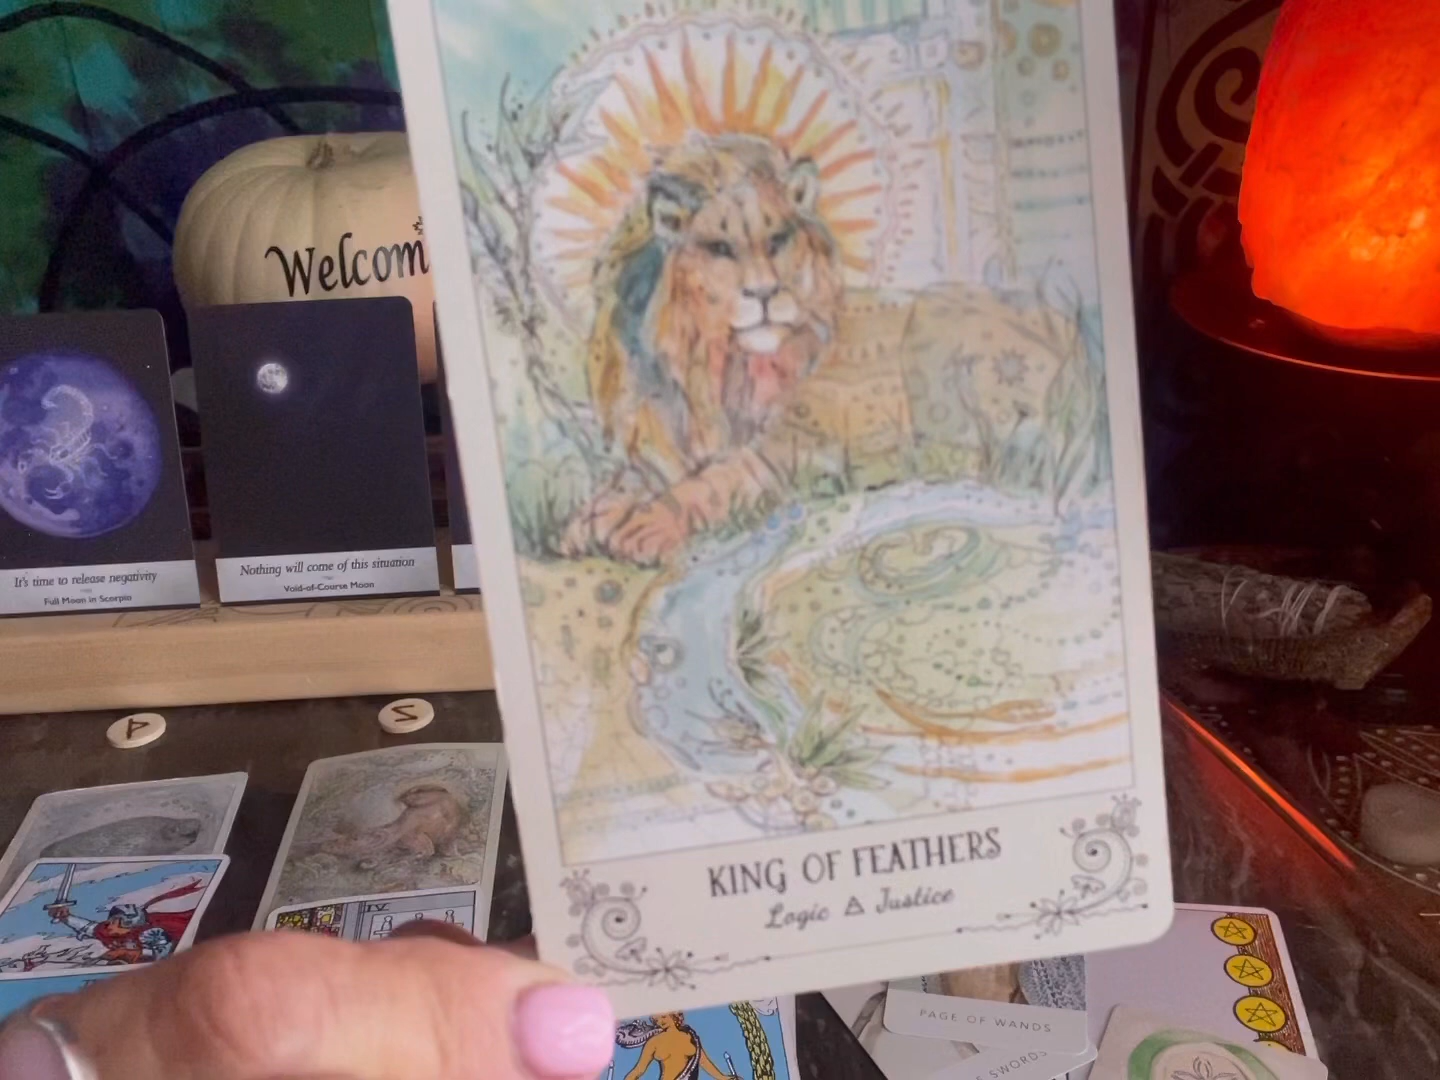 Welcom
It's time to release negativity
Full Moon in Scorpio
Nothing will come of this situation
Void-of-Course Moon
KING OF FEATHERS
Logic Δ Justice
IV
PAGE OF WANDS
SWORDS